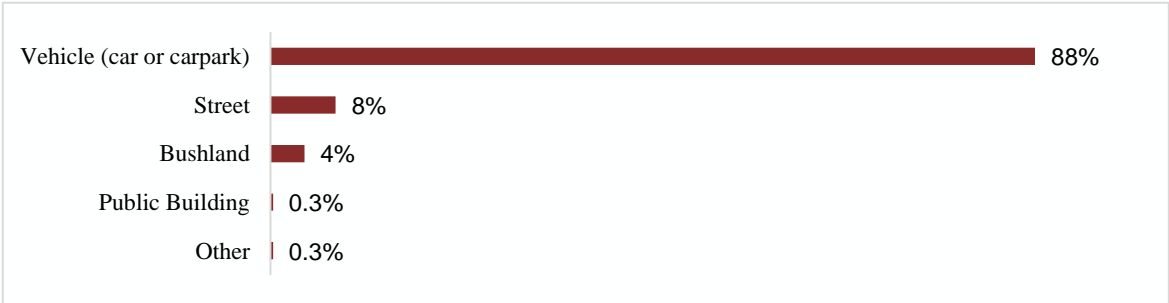 Vehicle (car or carpark) 88%
Street 8%
Bushland 4%
Public Building 0.3%
Other 0.3%